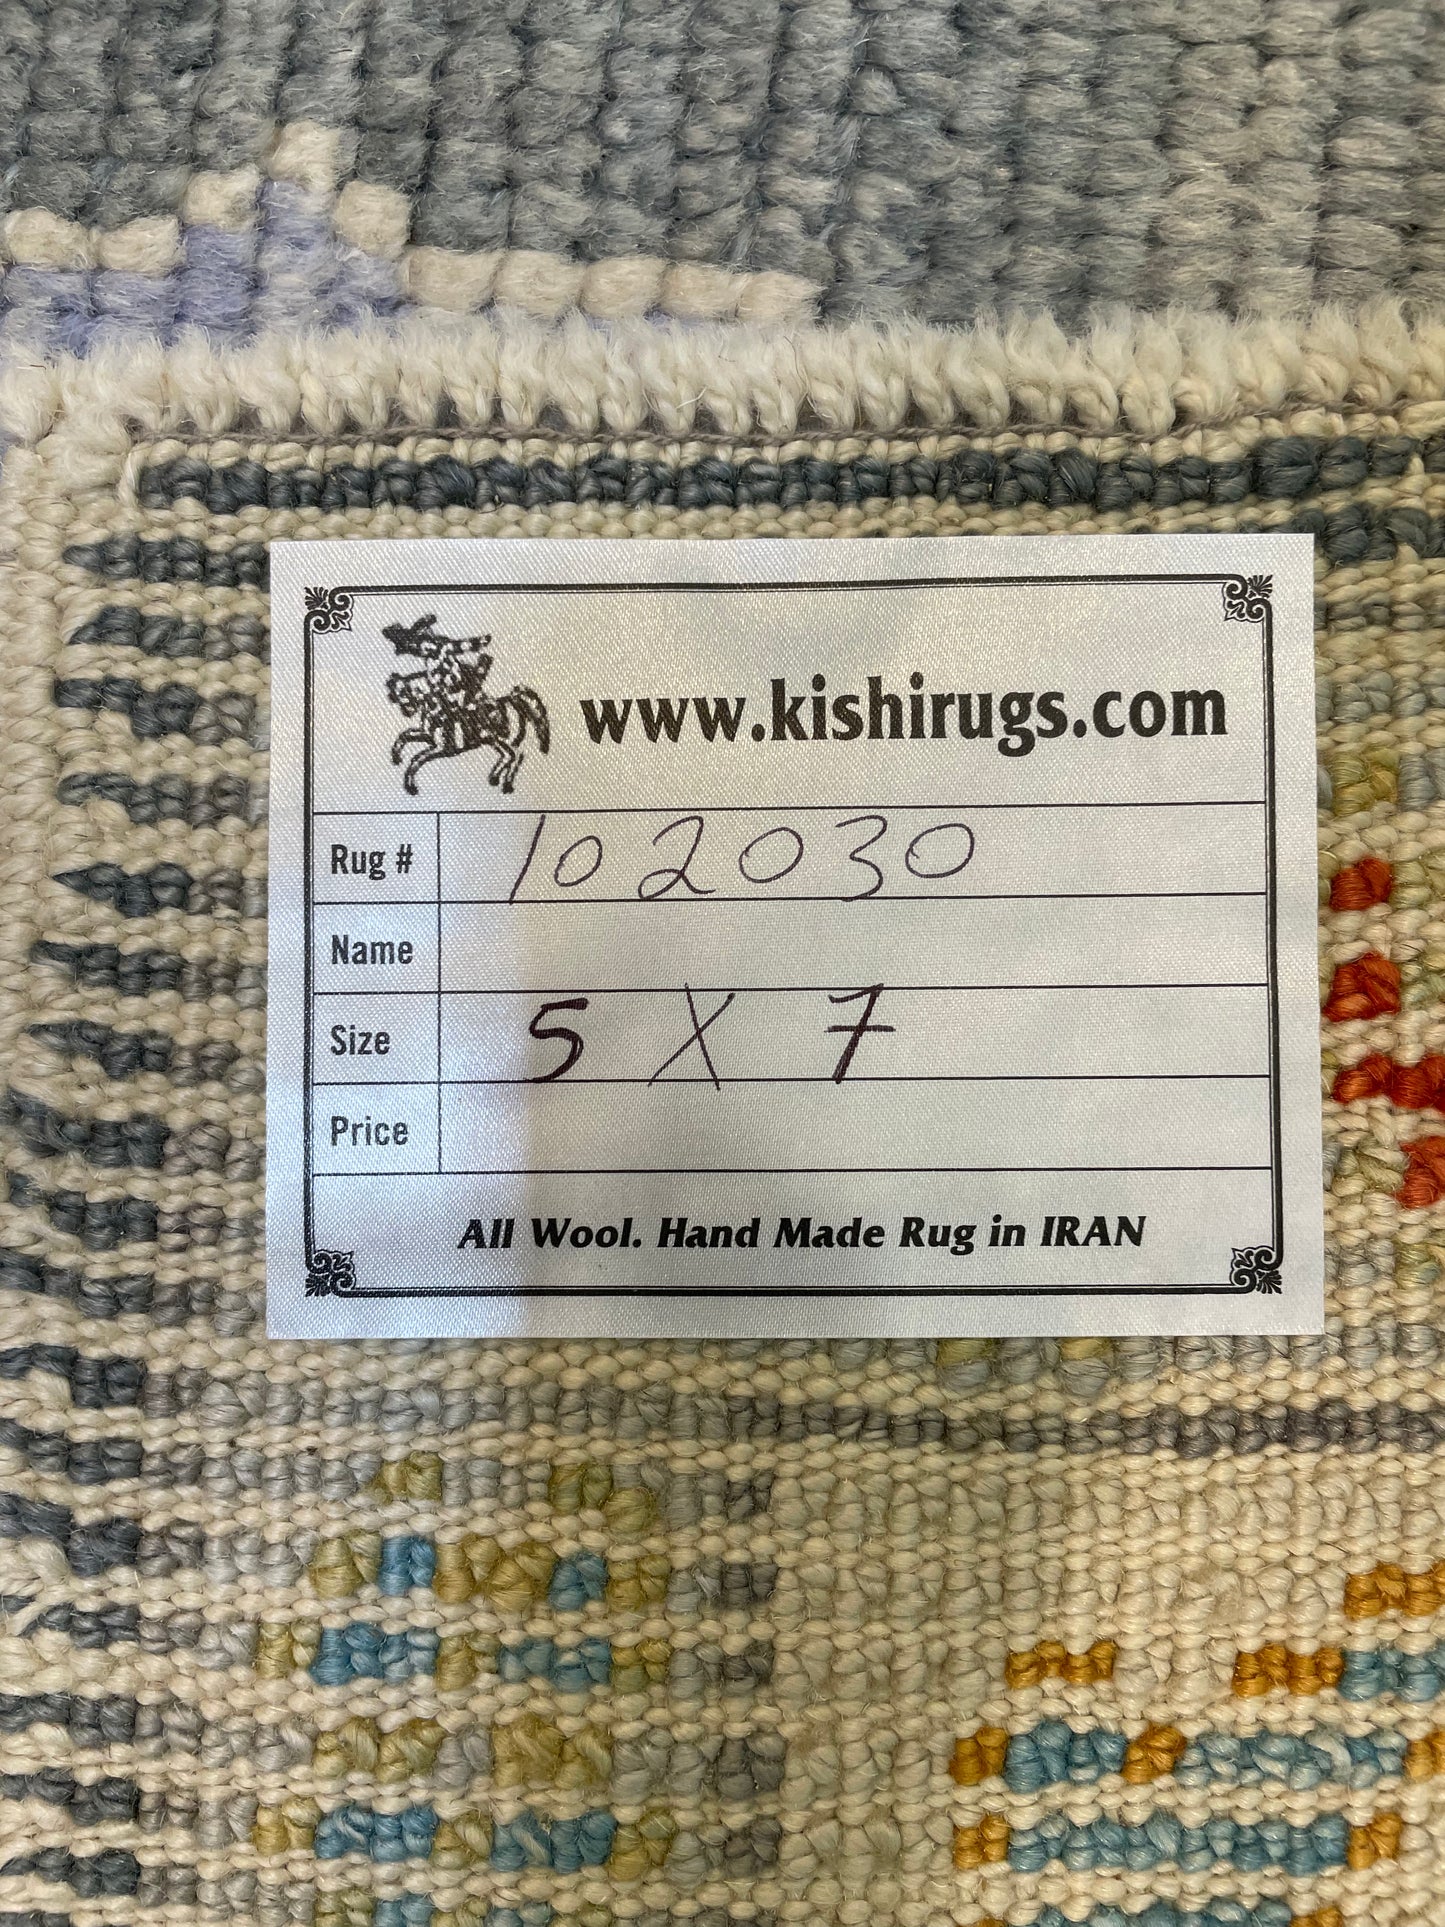 www.kishirugs.com
Rug # 102030
Name
Size 5 X 7
Price
All Wool. Hand Made Rug in IRAN